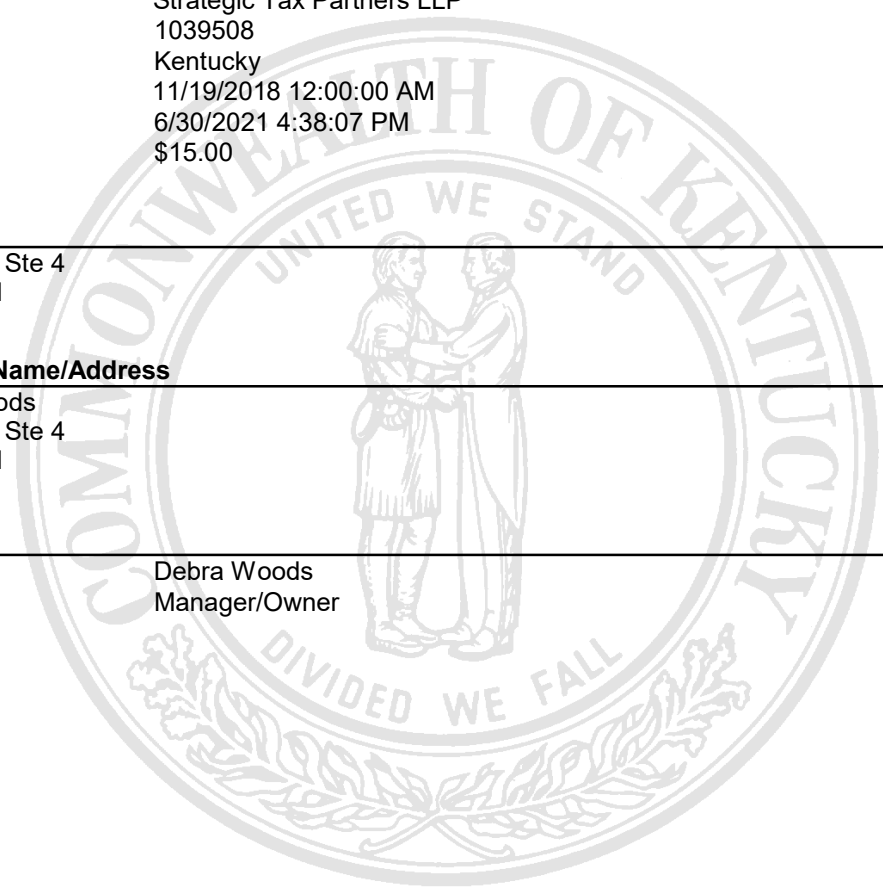 Strategic Tax Partners LLP
1039508
Kentucky
11/19/2018 12:00:00 AM
6/30/2021 4:38:07 PM
$15.00
Ste 4
Name/Address
Ste 4
Debra Woods
Manager/Owner
COMMONWEALTH OF KENTUCKY
UNITED WE STAND
DIVIDED WE FALL